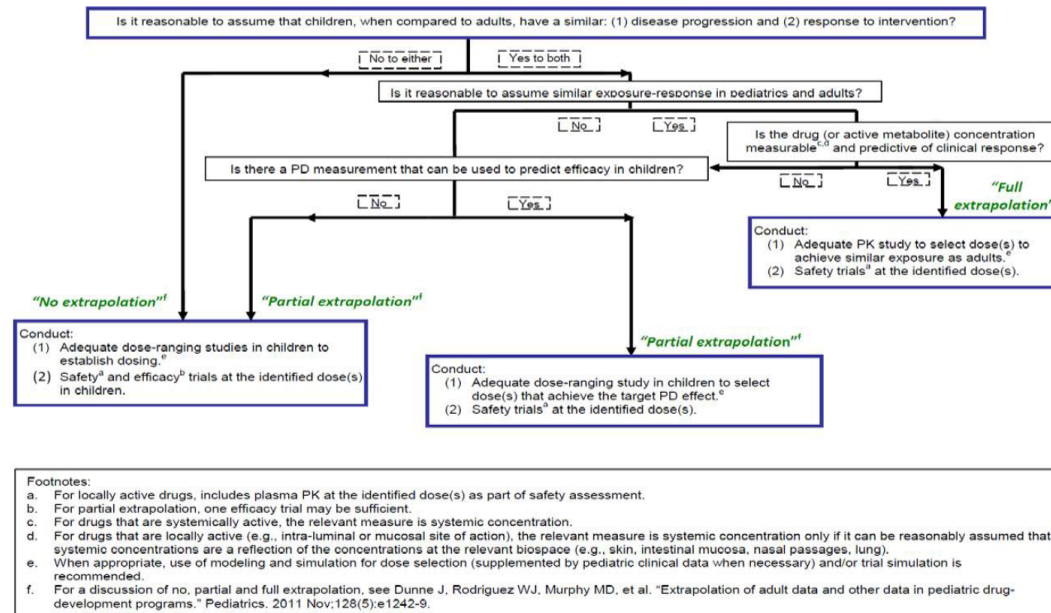 Is it reasonable to assume that children, when compared to adults, have a similar: (1) disease progression and (2) response to intervention?
No to either
Yes to both
Is it reasonable to assume similar exposure-response in pediatrics and adults?
No
Yes
Is the drug (or active metabolite) concentration
measurable^c,d and predictive of clinical response?
Is there a PD measurement that can be used to predict efficacy in children?
No
Yes
"Full
extrapolation"
No
Yes
Conduct:
(1) Adequate PK study to select dose(s) to
achieve similar exposure as adults.^e
(2) Safety trials^a at the identified dose(s).
"No extrapolation"^f
"Partial extrapolation"^f
Conduct:
(1) Adequate dose-ranging studies in children to
establish dosing.^e
(2) Safety^a and efficacy^b trials at the identified dose(s)
in children.
"Partial extrapolation"^f
Conduct:
(1) Adequate dose-ranging study in children to select
dose(s) that achieve the target PD effect.^e
(2) Safety trials^a at the identified dose(s).
Footnotes:
a. For locally active drugs, includes plasma PK at the identified dose(s) as part of safety assessment.
b. For partial extrapolation, one efficacy trial may be sufficient.
c. For drugs that are systemically active, the relevant measure is systemic concentration.
d. For drugs that are locally active (e.g., intra-luminal or mucosal site of action), the relevant measure is systemic concentration only if it can be reasonably assumed that
systemic concentrations are a reflection of the concentrations at the relevant biospace (e.g., skin, intestinal mucosa, nasal passages, lung).
e. When appropriate, use of modeling and simulation for dose selection (supplemented by pediatric clinical data when necessary) and/or trial simulation is
recommended.
f. For a discussion of no, partial and full extrapolation, see Dunne J, Rodriguez WJ, Murphy MD, et al. "Extrapolation of adult data and other data in pediatric drug-
development programs." Pediatrics. 2011 Nov;128(5):e1242-9.